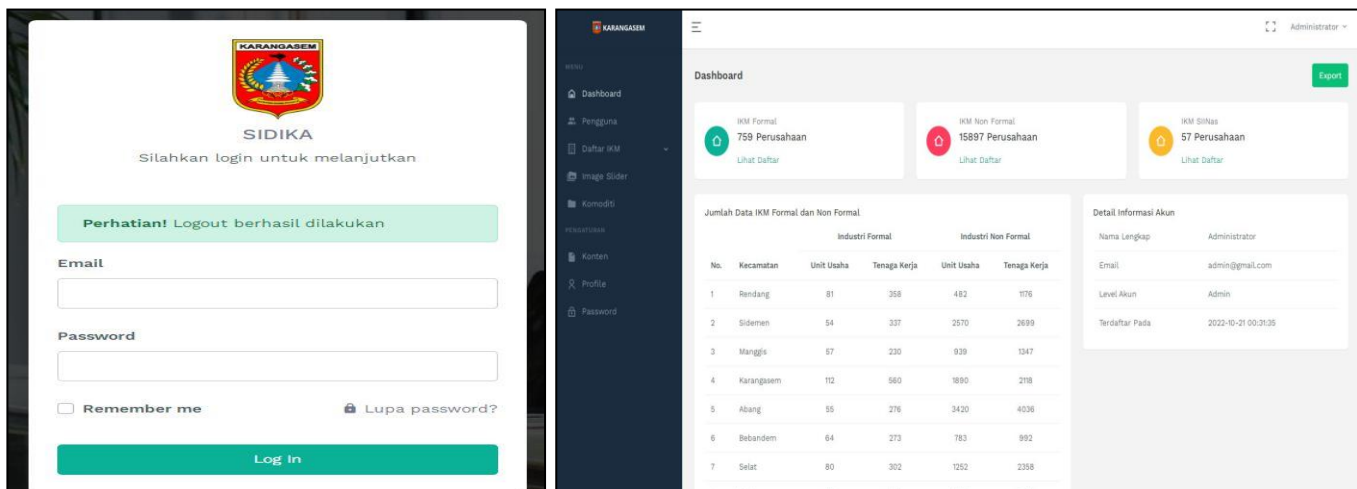 KARANGASEM
SIDIKA
Silahkan login untuk melanjutkan
Perhatian! Logout berhasil dilakukan
Email
Password
Remember me
Lupa password?
Log In
KARANGASEM
Administrator
MENU
Dashboard
Pengguna
Daftar IKM
Image Slider
Komoditi
PENGATURAN
Konten
Profile
Password
Dashboard
Export
IKM Formal
759 Perusahaan
Lihat Daftar
IKM Non Formal
15897 Perusahaan
Lihat Daftar
IKM SIINas
57 Perusahaan
Lihat Daftar
Jumlah Data IKM Formal dan Non Formal
Industri Formal Industri Non Formal
No. Kecamatan Unit Usaha Tenaga Kerja Unit Usaha Tenaga Kerja
1 Rendang 81 358 482 1176
2 Sidemen 54 337 2570 2699
3 Manggis 57 230 939 1347
4 Karangasem 112 560 1890 2118
5 Abang 55 276 3420 4036
6 Bebandem 64 273 783 992
7 Selat 80 302 1252 2358
Detail Informasi Akun
Nama Lengkap Administrator
Email admin@gmail.com
Level Akun Admin
Terdaftar Pada 2022-10-21 00:31:35